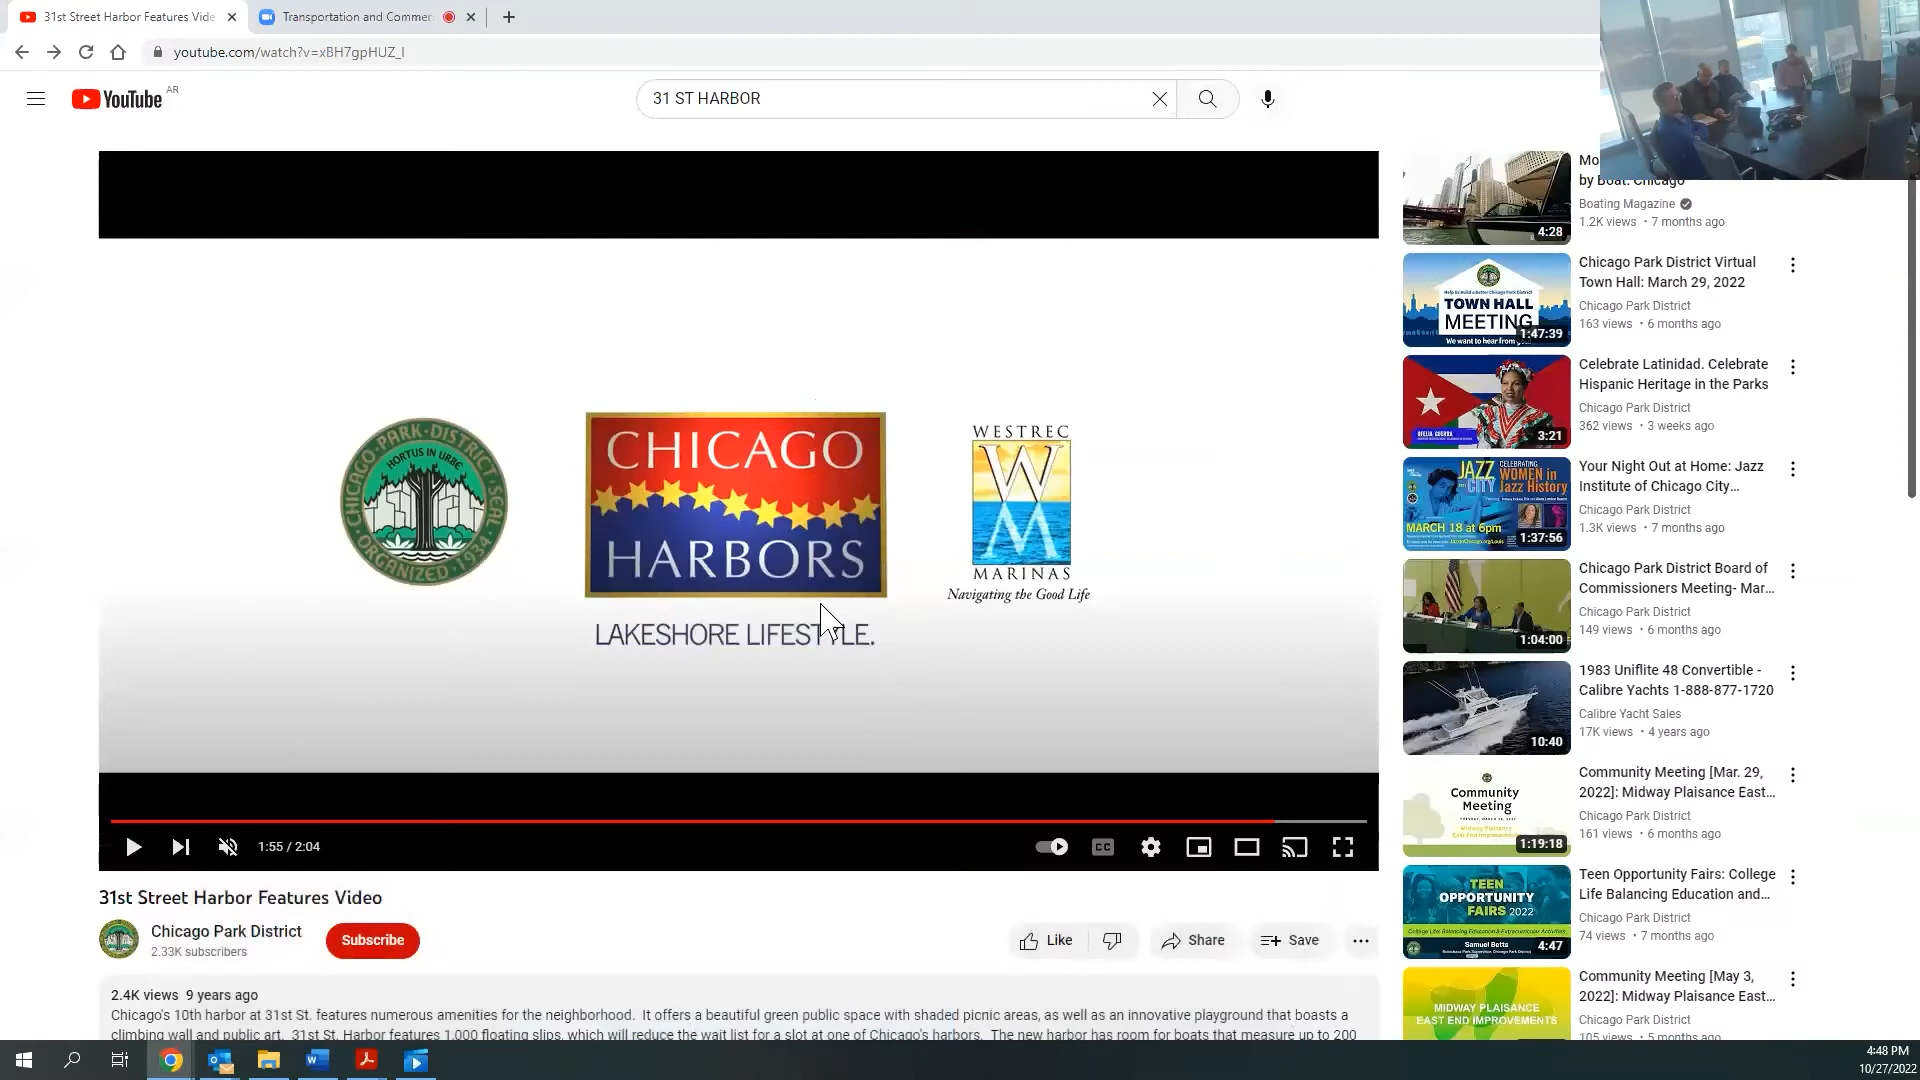 31st Street Harbor Features Vide
Transportation and Commer
youtube.com/watch?v=xBH7gpHUZ_I
YouTube AR
31 ST HARBOR
CHICAGO PARK DISTRICT SEAL
HORTUS IN URBE
ORGANIZED 1934
CHICAGO
HARBORS
LAKESHORE LIFESTYLE.
WESTREC
W
M
MARINAS
Navigating the Good Life
1:55 / 2:04
CC
31st Street Harbor Features Video
Chicago Park District
2.33K subscribers
Subscribe
Like
Share
Save
2.4K views 9 years ago
Chicago's 10th harbor at 31st St. features numerous amenities for the neighborhood. It offers a beautiful green public space with shaded picnic areas, as well as an innovative playground that boasts a
climbing wall and public art. 31st St. Harbor features 1,000 floating slips, which will reduce the wait list for a slot at one of Chicago's harbors. The new harbor has room for boats that measure up to 200
4:28
Mo
by Boat: Chicago
Boating Magazine
1.2K views • 7 months ago
TOWN HALL
MEETING
1:47:39
Chicago Park District Virtual
Town Hall: March 29, 2022
Chicago Park District
163 views • 6 months ago
3:21
Celebrate Latinidad. Celebrate
Hispanic Heritage in the Parks
Chicago Park District
362 views • 3 weeks ago
JAZZ
CITY
CELEBRATING
WOMEN in
Jazz History
MARCH 18 at 6pm
1:37:56
Your Night Out at Home: Jazz
Institute of Chicago City...
Chicago Park District
1.3K views • 7 months ago
1:04:00
Chicago Park District Board of
Commissioners Meeting- Mar...
Chicago Park District
149 views • 6 months ago
10:40
1983 Uniflite 48 Convertible -
Calibre Yachts 1-888-877-1720
Calibre Yacht Sales
17K views • 4 years ago
Community
Meeting
1:19:18
Community Meeting [Mar. 29,
2022]: Midway Plaisance East...
Chicago Park District
161 views • 6 months ago
TEEN
OPPORTUNITY
FAIRS 2022
Samuel Betts
4:47
Teen Opportunity Fairs: College
Life Balancing Education and...
Chicago Park District
74 views • 7 months ago
MIDWAY PLAISANCE
EAST END IMPROVEMENTS
Community Meeting [May 3,
2022]: Midway Plaisance East...
Chicago Park District
105 views • 5 months ago
4:48 PM
10/27/2022